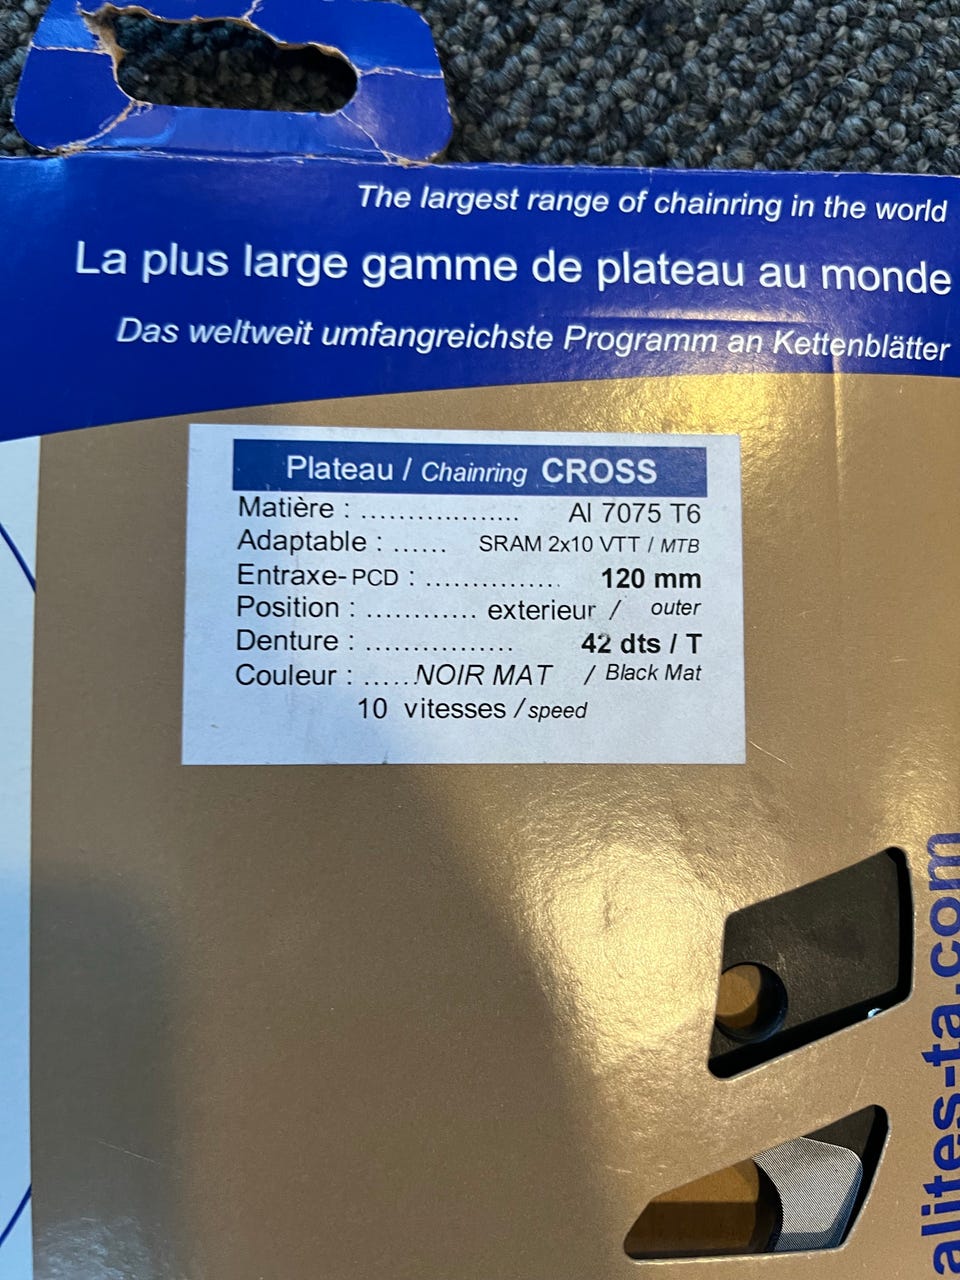 The largest range of chainring in the world
La plus large gamme de plateau au monde
Das weltweit umfangreichste Programm an Kettenblätter
Plateau / Chainring CROSS
Matière : ..................... Al 7075 T6
Adaptable : ...... SRAM 2x10 VTT / MTB
Entraxe-PCD : ................. 120 mm
Position : ............ exterieur / outer
Denture : ................ 42 dts / T
Couleur : ......NOIR MAT / Black Mat
10 vitesses / speed
alites-ta.com